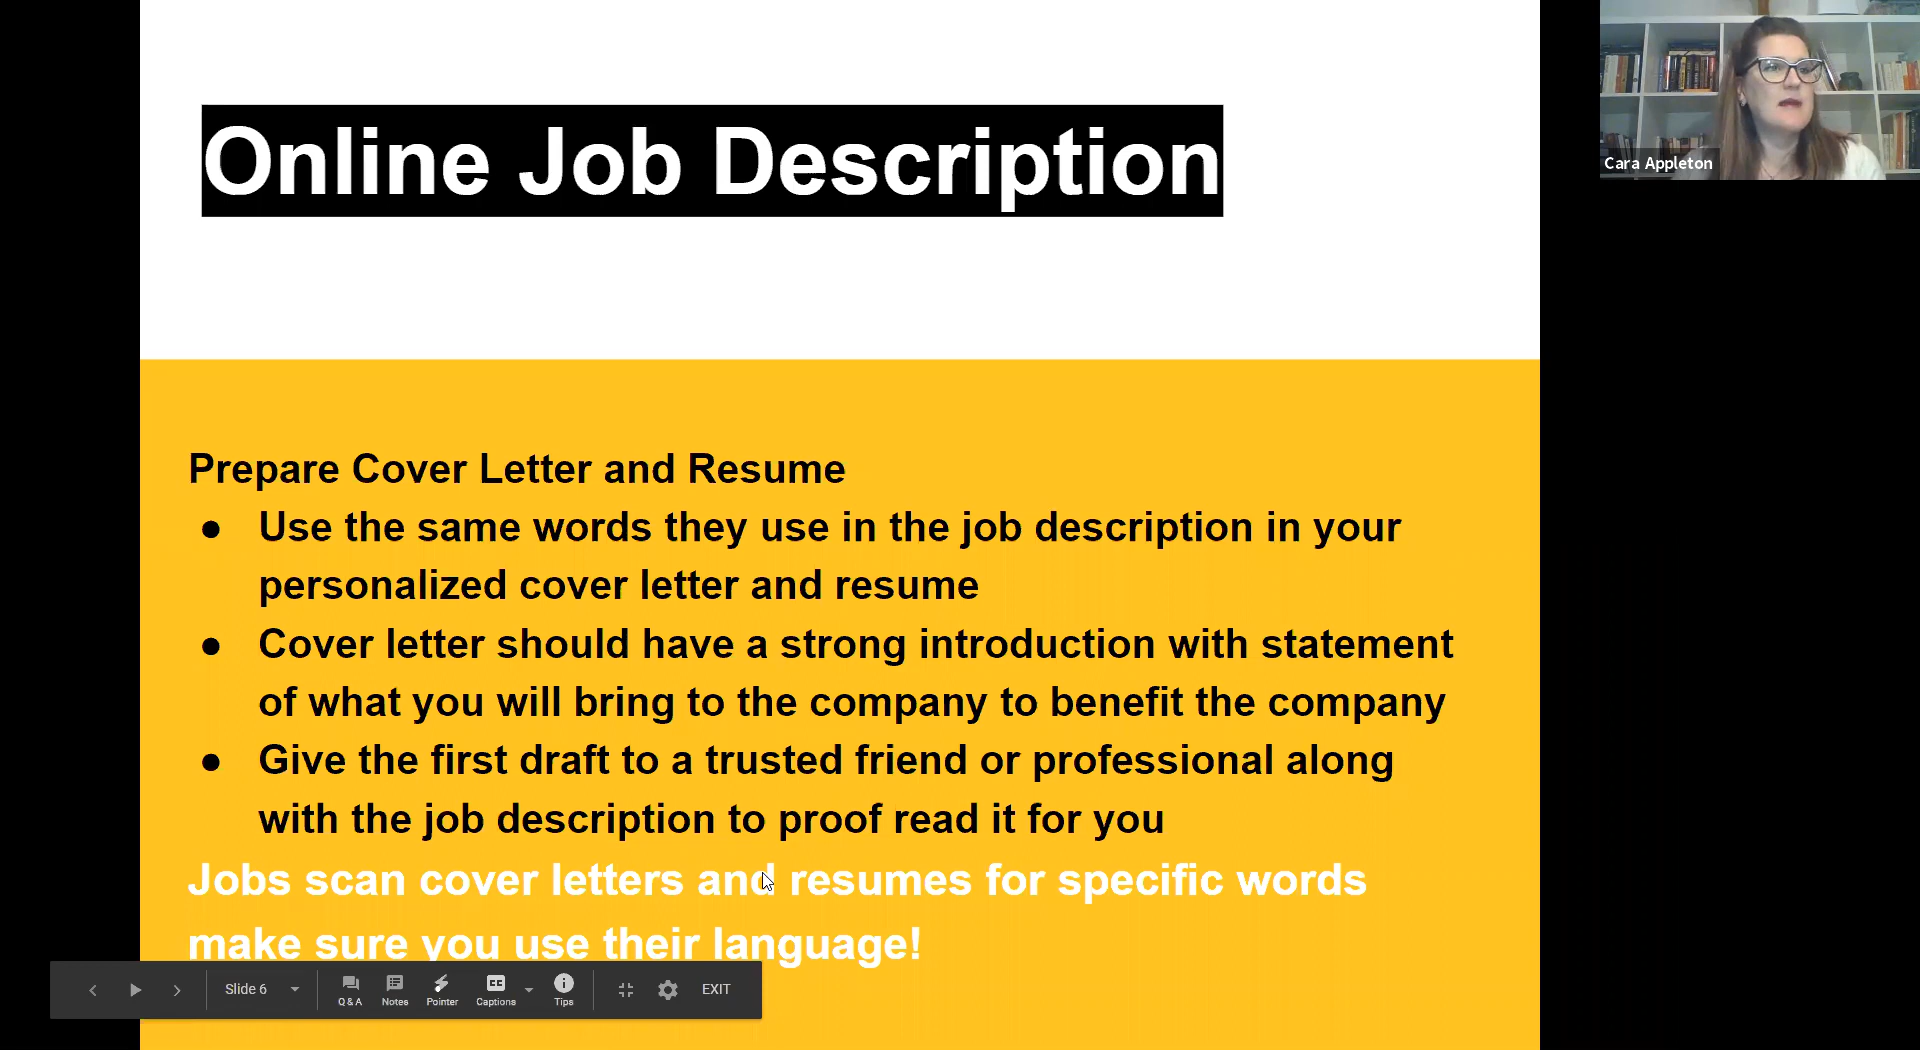 Online Job Description
Cara Appleton
Prepare Cover Letter and Resume
● Use the same words they use in the job description in your
personalized cover letter and resume
● Cover letter should have a strong introduction with statement
of what you will bring to the company to benefit the company
● Give the first draft to a trusted friend or professional along
with the job description to proof read it for you
Jobs scan cover letters and resumes for specific words
make sure you use their language!
Slide 6
Q & A
Notes
Pointer
Captions
Tips
EXIT